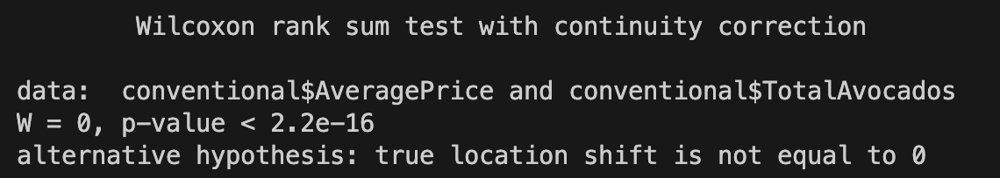 Wilcoxon rank sum test with continuity correction
data:  conventional$AveragePrice and conventional$TotalAvocados
W = 0, p-value < 2.2e-16
alternative hypothesis: true location shift is not equal to 0